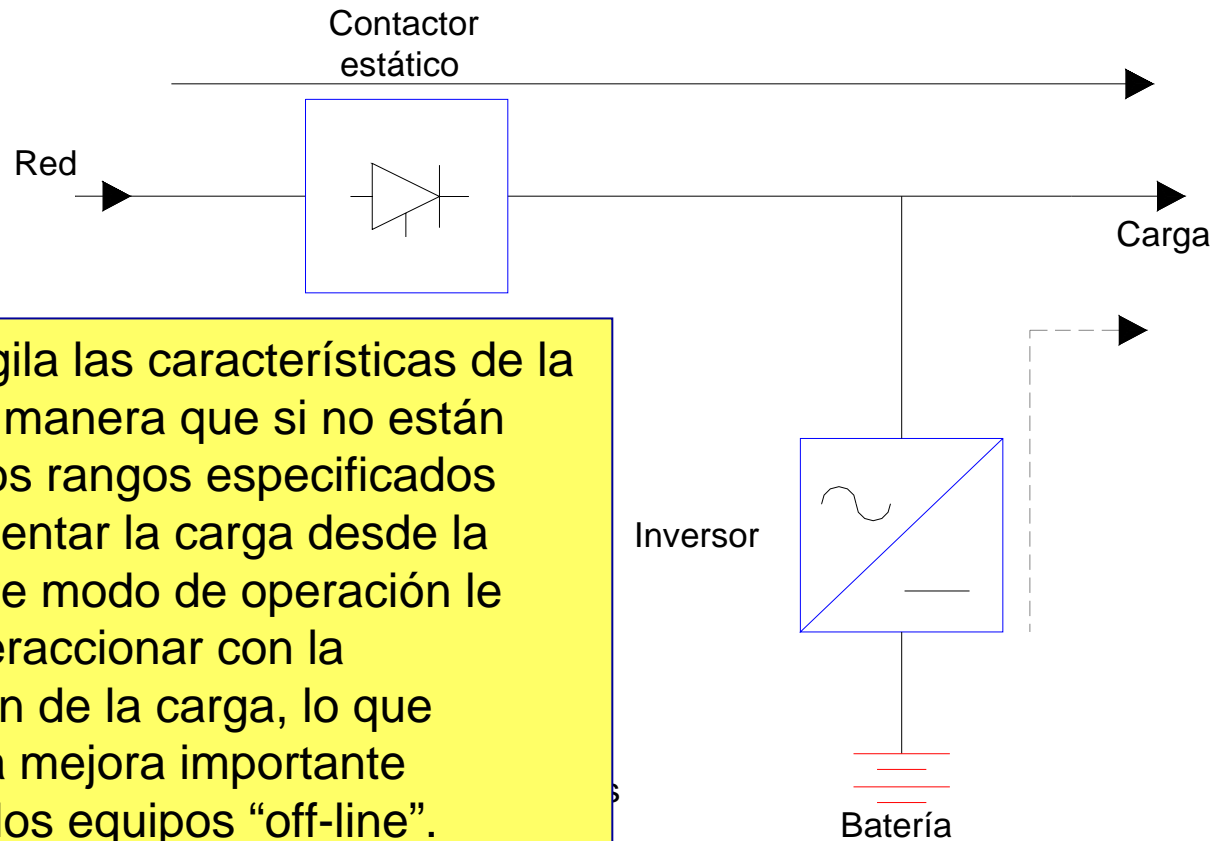 Contactor
estático
Red
Carga
gila las características de la
manera que si no están
os rangos especificados
entar la carga desde la
e modo de operación le
eraccionar con la
n de la carga, lo que
a mejora importante
los equipos “off-line”.
Inversor
s
Batería